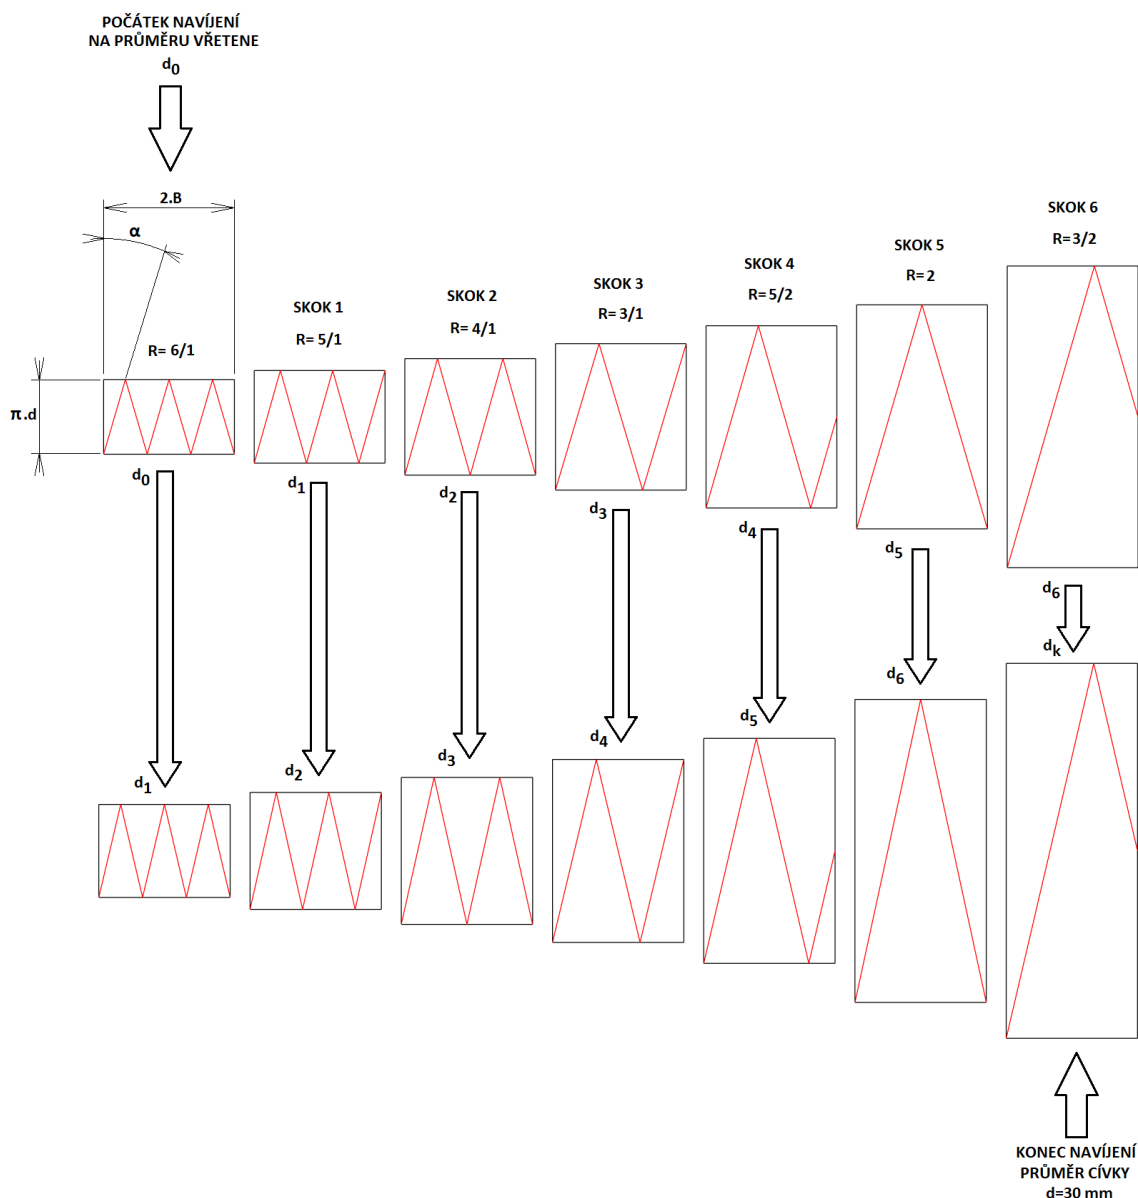 POČÁTEK NAVÍJENÍ
NA PRŮMĚRU VŘETENE
d0
2.B
α
R= 6/1
π.d
d0
d1
SKOK 1
R= 5/1
d1
d2
SKOK 2
R= 4/1
d2
d3
SKOK 3
R= 3/1
d3
d4
SKOK 4
R= 5/2
d4
d5
SKOK 5
R= 2
d5
d6
SKOK 6
R= 3/2
d6
dk
KONEC NAVÍJENÍ
PRŮMĚR CÍVKY
d=30 mm